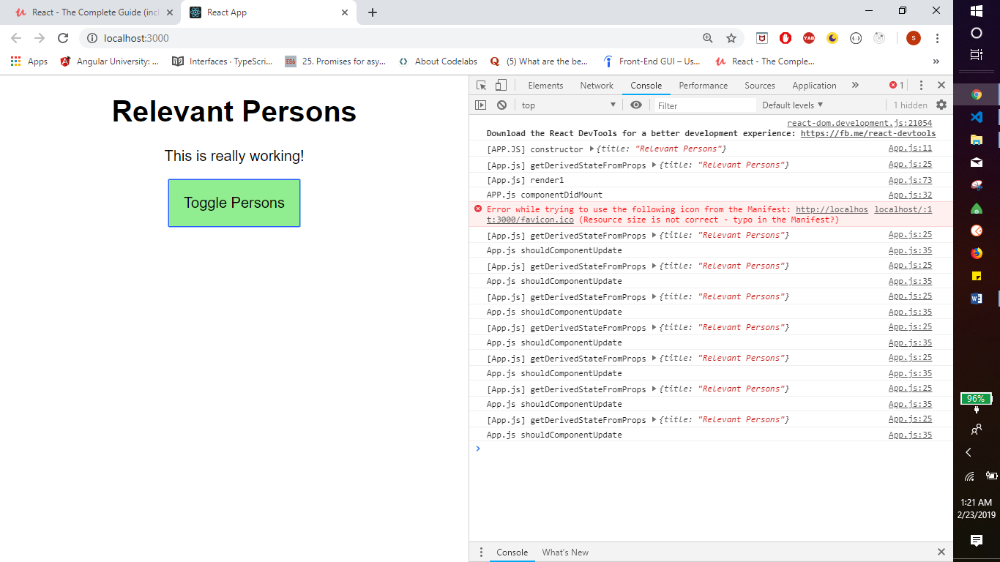 React - The Complete Guide (incl
React App
localhost:3000
YAB
S
Apps
Angular University: ...
Interfaces · TypeScri...
ES6
25. Promises for asy...
About Codelabs
(5) What are the be...
Front-End GUI – Us...
React - The Comple...
»
Relevant Persons
This is really working!
Toggle Persons
Elements Network Console Performance Sources Application » 1
top Filter Default levels 1 hidden
react-dom.development.js:21054
Download the React DevTools for a better development experience: https://fb.me/react-devtools
[APP.JS] constructor {title: "Relevant Persons"} App.js:11
[App.js] getDerivedStateFromProps {title: "Relevant Persons"} App.js:25
[App.js] render1 App.js:73
APP.js componentDidMount App.js:32
Error while trying to use the following icon from the Manifest: http://localhos localhost/:1
t:3000/favicon.ico (Resource size is not correct - typo in the Manifest?)
[App.js] getDerivedStateFromProps {title: "Relevant Persons"} App.js:25
App.js shouldComponentUpdate App.js:35
[App.js] getDerivedStateFromProps {title: "Relevant Persons"} App.js:25
App.js shouldComponentUpdate App.js:35
[App.js] getDerivedStateFromProps {title: "Relevant Persons"} App.js:25
App.js shouldComponentUpdate App.js:35
[App.js] getDerivedStateFromProps {title: "Relevant Persons"} App.js:25
App.js shouldComponentUpdate App.js:35
[App.js] getDerivedStateFromProps {title: "Relevant Persons"} App.js:25
App.js shouldComponentUpdate App.js:35
[App.js] getDerivedStateFromProps {title: "Relevant Persons"} App.js:25
App.js shouldComponentUpdate App.js:35
[App.js] getDerivedStateFromProps {title: "Relevant Persons"} App.js:25
App.js shouldComponentUpdate App.js:35
Console What's New
96%
1:21 AM
2/23/2019